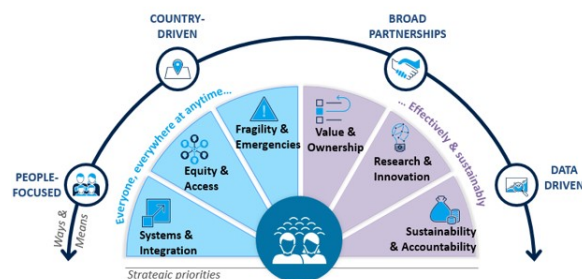 COUNTRY-
DRIVEN
BROAD
PARTNERSHIPS
PEOPLE-
FOCUSED
DATA
DRIVEN
Ways &
Means
Everyone, everywhere at anytime...
... Effectively & sustainably
Systems &
Integration
Equity &
Access
Fragility &
Emergencies
Value &
Ownership
Research &
Innovation
Sustainability
& Accountability
Strategic priorities